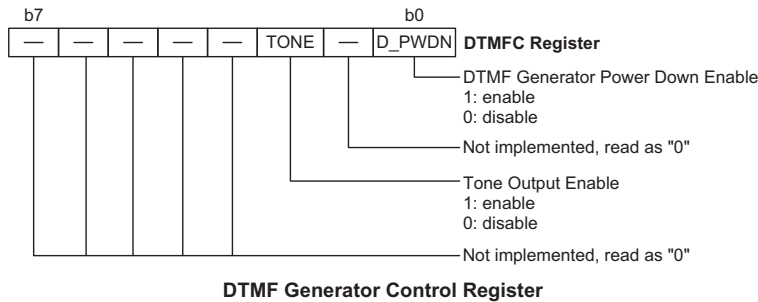 b7 b0
— — — — — TONE — D_PWDN DTMFC Register
DTMF Generator Power Down Enable
1: enable
0: disable
Not implemented, read as "0"
Tone Output Enable
1: enable
0: disable
Not implemented, read as "0"
DTMF Generator Control Register